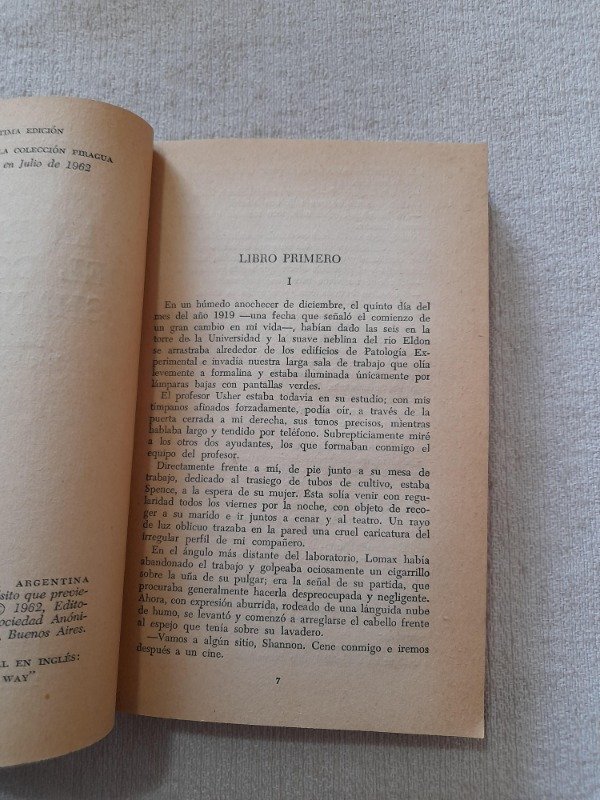 TIMA EDICIÓN
LA COLECCIÓN PIRAGUA
en Julio de 1962
ARGENTINA
sito que previe-
© 1962, Edito-
ociedad Anóni-
, Buenos Aires.
L EN INGLÉS:
WAY"
LIBRO PRIMERO
I
En un húmedo anochecer de diciembre, el quinto día del
mes del año 1919 —una fecha que señaló el comienzo de
un gran cambio en mi vida—, habían dado las seis en la
torre de la Universidad y la suave neblina del río Eldon
se arrastraba alrededor de los edificios de Patología Ex-
perimental e invadía nuestra larga sala de trabajo que olía
levemente a formalina y estaba iluminada únicamente por
lámparas bajas con pantallas verdes.
El profesor Usher estaba todavía en su estudio; con mis
tímpanos afinados forzadamente, podía oír, a través de la
puerta cerrada a mi derecha, sus tonos precisos, mientras
hablaba largo y tendido por teléfono. Subrepticiamente miré
a los otros dos ayudantes, los que formaban conmigo el
equipo del profesor.
Directamente frente a mí, de pie junto a su mesa de
trabajo, dedicado al trasiego de tubos de cultivo, estaba
Spence, a la espera de su mujer. Ésta solía venir con regu-
laridad todos los viernes por la noche, con objeto de reco-
ger a su marido e ir juntos a cenar y al teatro. Un rayo
de luz oblicuo trazaba en la pared una cruel caricatura del
irregular perfil de mi compañero.
En el ángulo más distante del laboratorio, Lomax había
abandonado el trabajo y golpeaba ociosamente un cigarrillo
sobre la uña de su pulgar; era la señal de su partida, que
procuraba generalmente hacerla despreocupada y negligente.
Ahora, con expresión aburrida, rodeado de una lánguida nube
de humo, se levantó y comenzó a arreglarse el cabello frente
al espejo que tenía sobre su lavadero.
—Vamos a algún sitio, Shannon. Cene conmigo e iremos
después a un cine.
7